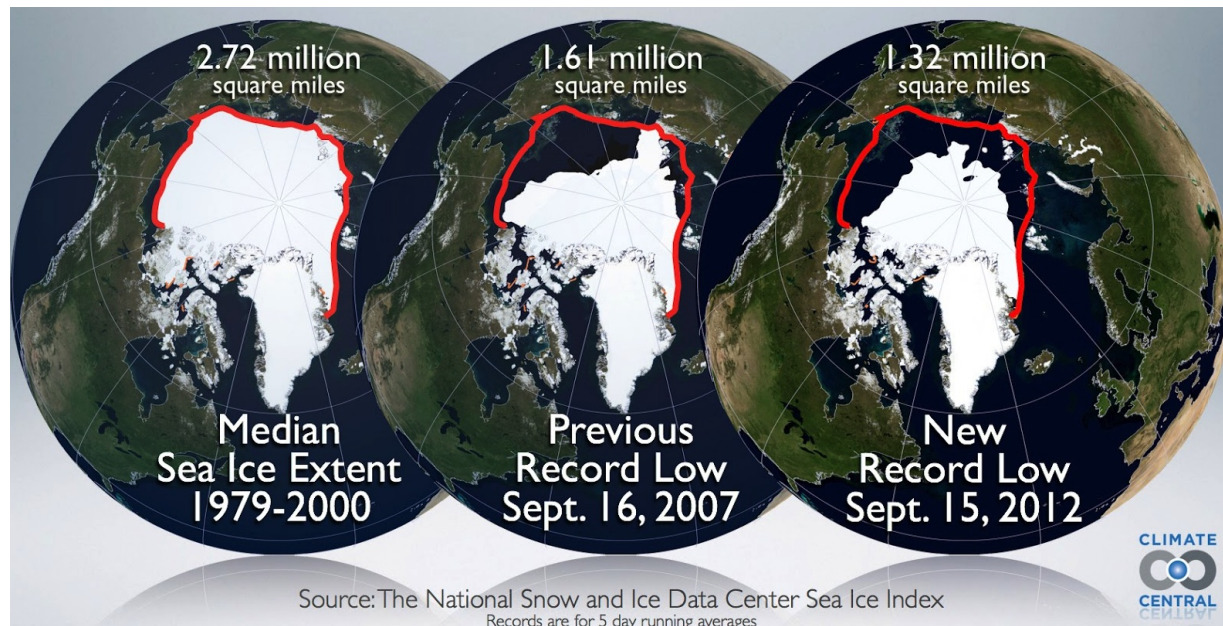 2.72 million
square miles
1.61 million
square miles
1.32 million
square miles
Median
Sea Ice Extent
1979-2000
Previous
Record Low
Sept. 16, 2007
New
Record Low
Sept. 15, 2012
CLIMATE
CENTRAL
Source: The National Snow and Ice Data Center Sea Ice Index
Records are for 5 day running averages